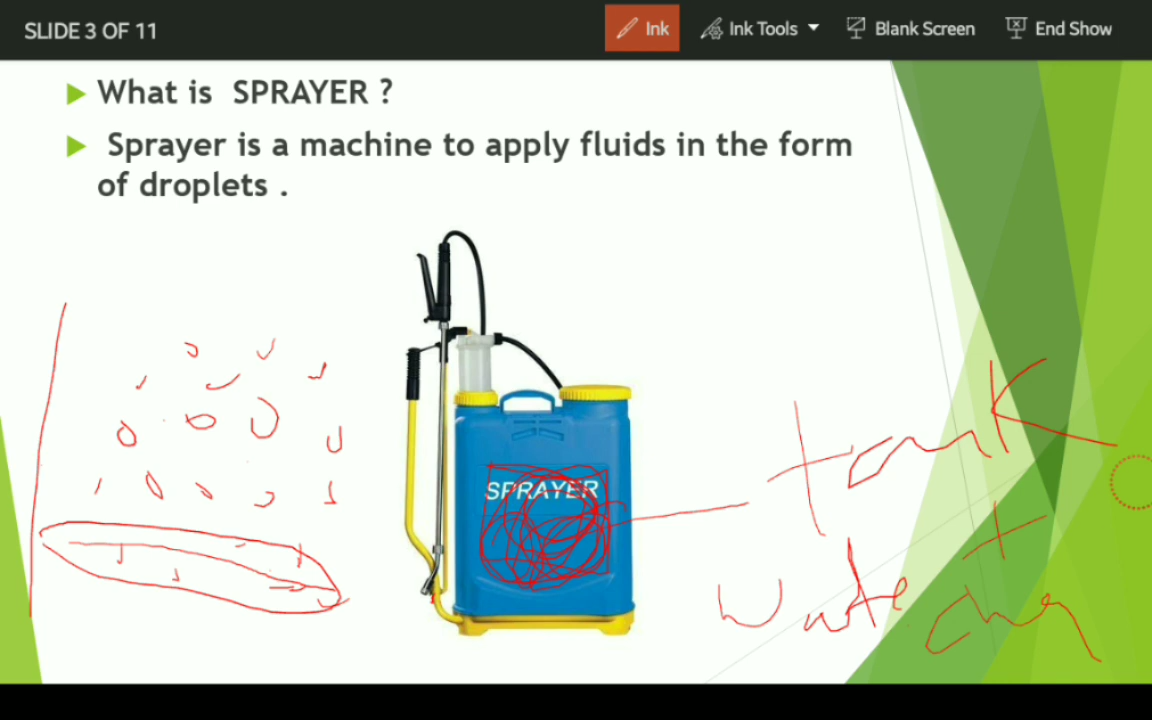 SLIDE 3 OF 11
Ink
Ink Tools
Blank Screen
End Show
What is SPRAYER ?
Sprayer is a machine to apply fluids in the form
of droplets .
SPRAYER
tank